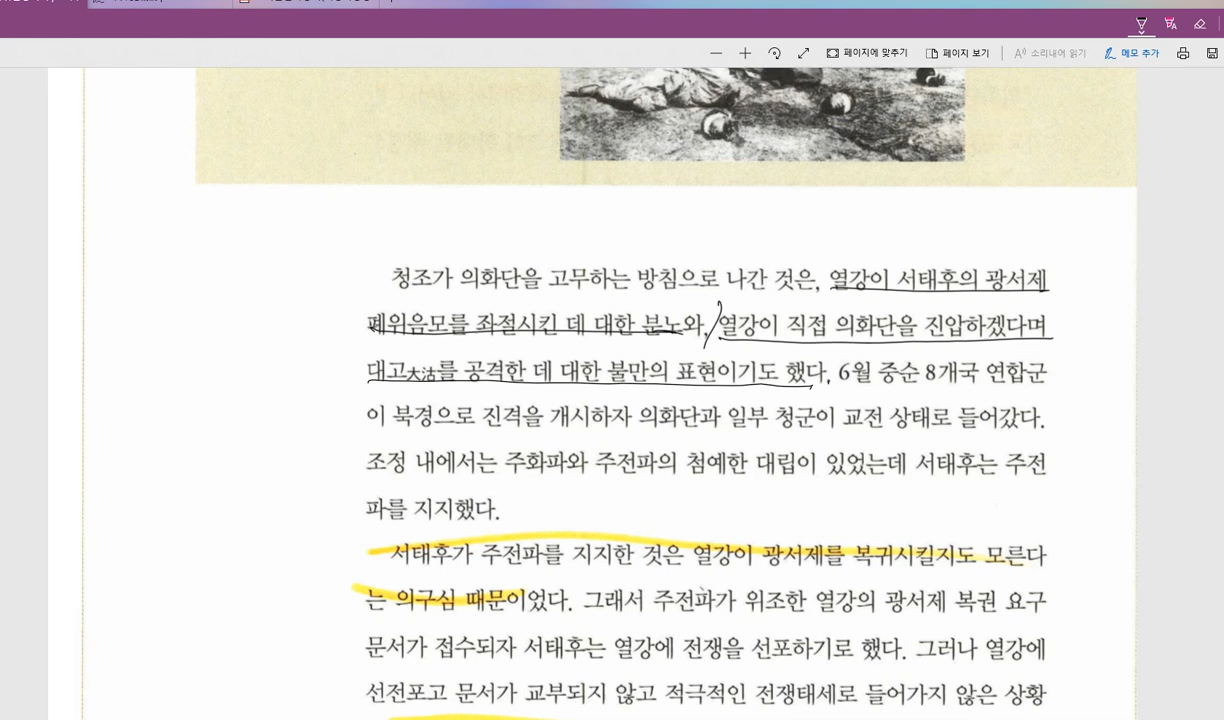 페이지에 맞추기 페이지 보기 소리내어 읽기 메모 추가
청조가 의화단을 고무하는 방침으로 나간 것은, 열강이 서태후의 광서제
폐위음모를 좌절시킨 데 대한 분노와, 열강이 직접 의화단을 진압하겠다며
대고大沽를 공격한 데 대한 불만의 표현이기도 했다, 6월 중순 8개국 연합군
이 북경으로 진격을 개시하자 의화단과 일부 청군이 교전 상태로 들어갔다.
조정 내에서는 주화파와 주전파의 첨예한 대립이 있었는데 서태후는 주전
파를 지지했다.
서태후가 주전파를 지지한 것은 열강이 광서제를 복귀시킬지도 모른다
는 의구심 때문이었다. 그래서 주전파가 위조한 열강의 광서제 복권 요구
문서가 접수되자 서태후는 열강에 전쟁을 선포하기로 했다. 그러나 열강에
선전포고 문서가 교부되지 않고 적극적인 전쟁태세로 들어가지 않은 상황